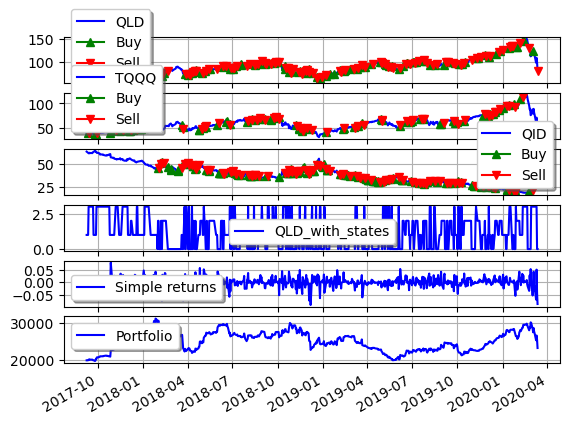 QLD
Buy
Sell
150
100
TQQQ
Buy
Sell
100
50
QID
Buy
Sell
50
25
2.5
0.0
QLD_with_states
0.05
0.00
−0.05
Simple returns
30000
20000
Portfolio
2017-10
2018-01
2018-04
2018-07
2018-10
2019-01
2019-04
2019-07
2019-10
2020-01
2020-04